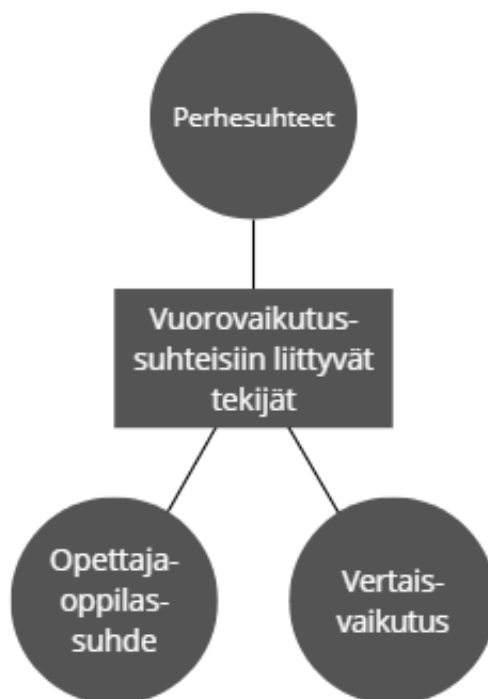 Perhesuhteet
Vuorovaikutus-
suhteisiin liittyvät
tekijät
Opettaja-
oppilas-
suhde
Vertais-
vaikutus